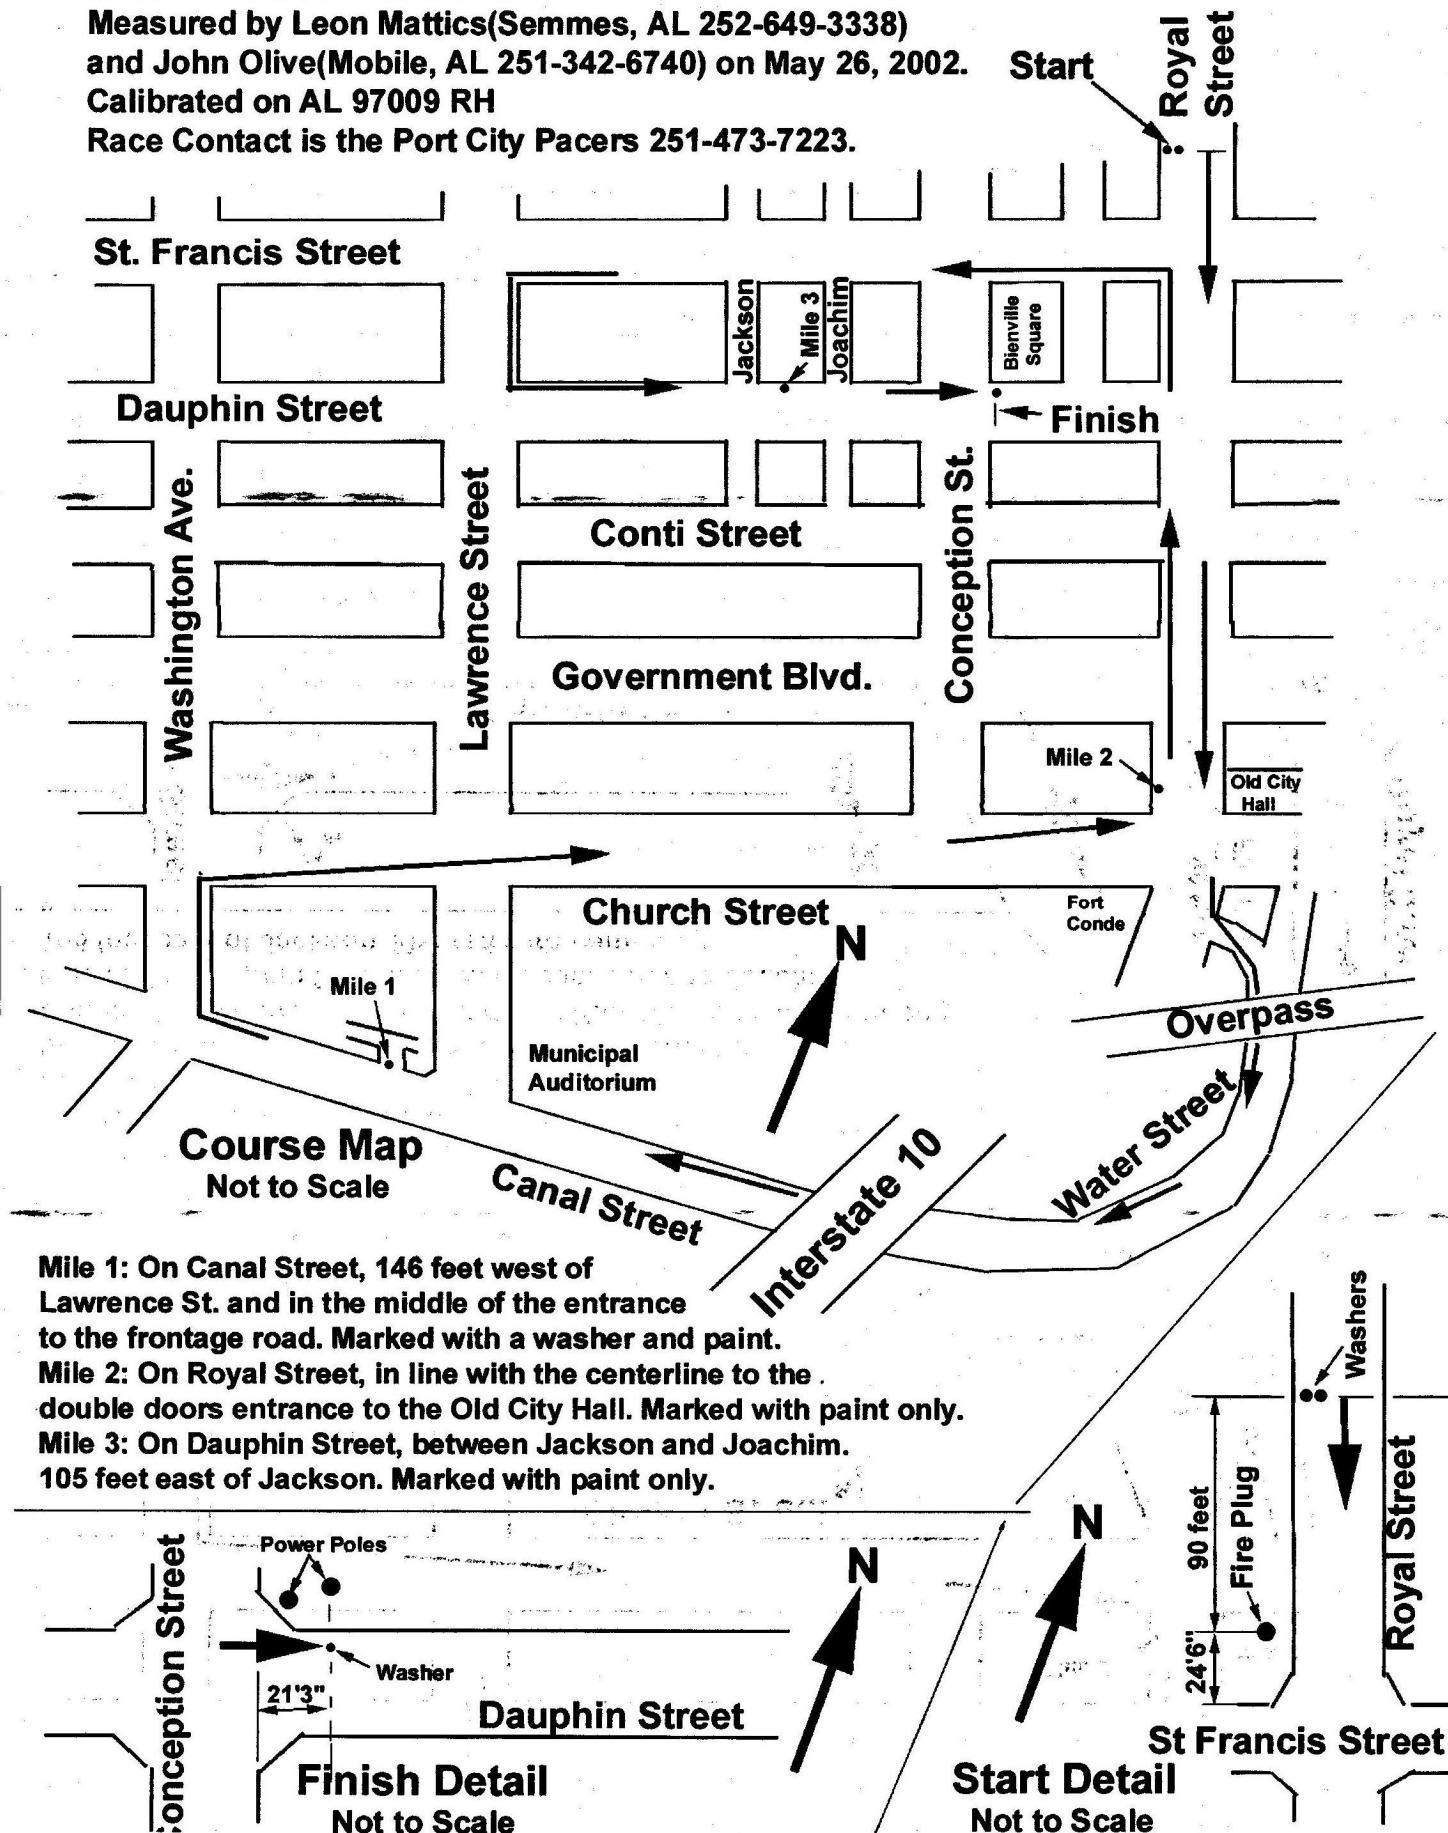 Measured by Leon Mattics(Semmes, AL 252-649-3338)
and John Olive(Mobile, AL 251-342-6740) on May 26, 2002.
Calibrated on AL 97009 RH
Race Contact is the Port City Pacers 251-473-7223.
Start
Royal
Street
St. Francis Street
Jackson
Mile 3
Joachim
Bienville
Square
Dauphin Street
Finish
Washington Ave.
Lawrence Street
Conti Street
Conception St.
Government Blvd.
Mile 2
Old City
Hall
Church Street
Fort
Conde
N
Mile 1
Overpass
Municipal
Auditorium
Course Map
Not to Scale
Canal Street
Interstate 10
Water Street
Mile 1: On Canal Street, 146 feet west of
Lawrence St. and in the middle of the entrance
to the frontage road. Marked with a washer and paint.
Mile 2: On Royal Street, in line with the centerline to the
double doors entrance to the Old City Hall. Marked with paint only.
Mile 3: On Dauphin Street, between Jackson and Joachim.
105 feet east of Jackson. Marked with paint only.
Washers
90 feet
Fire Plug
24'6"
Royal Street
St Francis Street
N
Start Detail
Not to Scale
Conception Street
Power Poles
Washer
21'3"
Dauphin Street
N
Finish Detail
Not to Scale